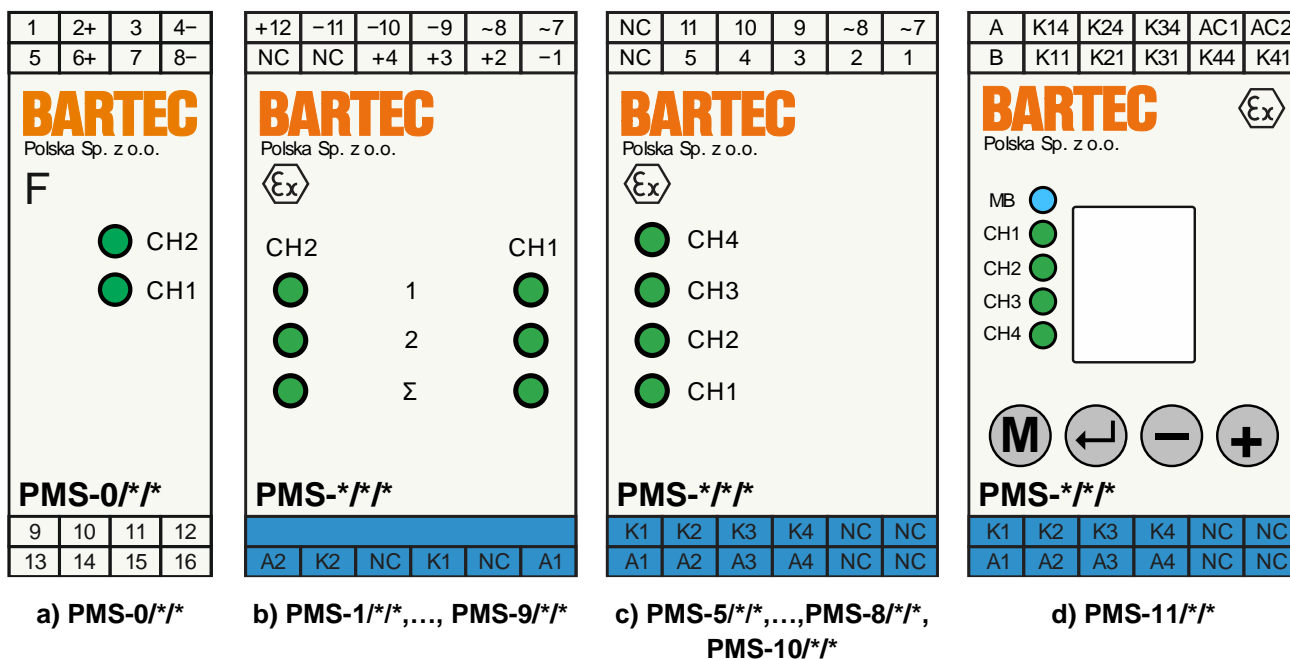 1 2+ 3 4−
5 6+ 7 8−
BARTEC
Polska Sp. z o.o.
F
CH2
CH1
PMS-0/*/*
9 10 11 12
13 14 15 16
a) PMS-0/*/*
+12 −11 −10 −9 ~8 ~7
NC NC +4 +3 +2 −1
BARTEC
Polska Sp. z o.o.
Ex
CH2 CH1
1
2
Σ
PMS-*/*/*
A2 K2 NC K1 NC A1
b) PMS-1/*/*,..., PMS-9/*/*
NC 11 10 9 ~8 ~7
NC 5 4 3 2 1
BARTEC
Polska Sp. z o.o.
Ex
CH4
CH3
CH2
CH1
PMS-*/*/*
K1 K2 K3 K4 NC NC
A1 A2 A3 A4 NC NC
c) PMS-5/*/*,...,PMS-8/*/*,
PMS-10/*/*
A K14 K24 K34 AC1 AC2
B K11 K21 K31 K44 K41
BARTEC
Ex
Polska Sp. z o.o.
MB
CH1
CH2
CH3
CH4
M − +
PMS-*/*/*
K1 K2 K3 K4 NC NC
A1 A2 A3 A4 NC NC
d) PMS-11/*/*